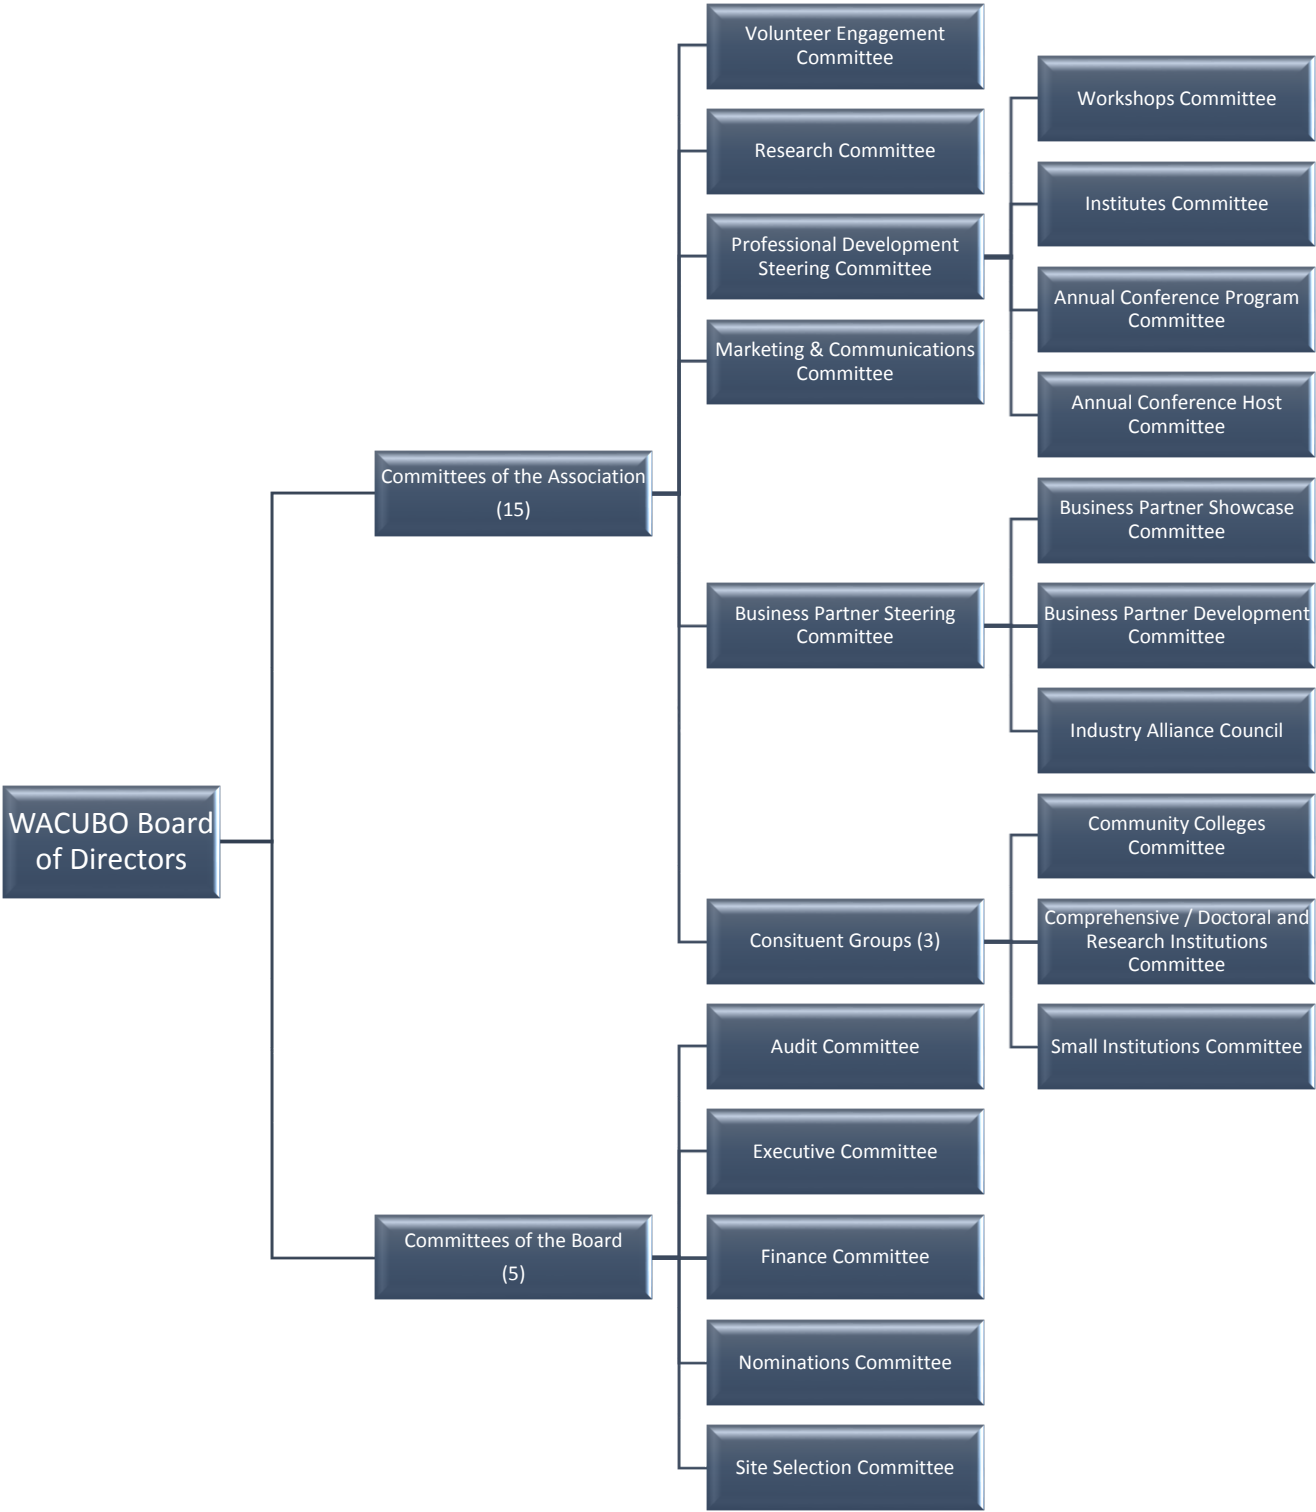 Volunteer Engagement
Committee
Workshops Committee
Research Committee
Institutes Committee
Professional Development
Steering Committee
Annual Conference Program
Committee
Marketing & Communications
Committee
Annual Conference Host
Committee
Committees of the Association
(15)
Business Partner Showcase
Committee
Business Partner Steering
Committee
Business Partner Development
Committee
Industry Alliance Council
WACUBO Board
of Directors
Community Colleges
Committee
Consituent Groups (3)
Comprehensive / Doctoral and
Research Institutions
Committee
Small Institutions Committee
Audit Committee
Executive Committee
Committees of the Board
(5)
Finance Committee
Nominations Committee
Site Selection Committee